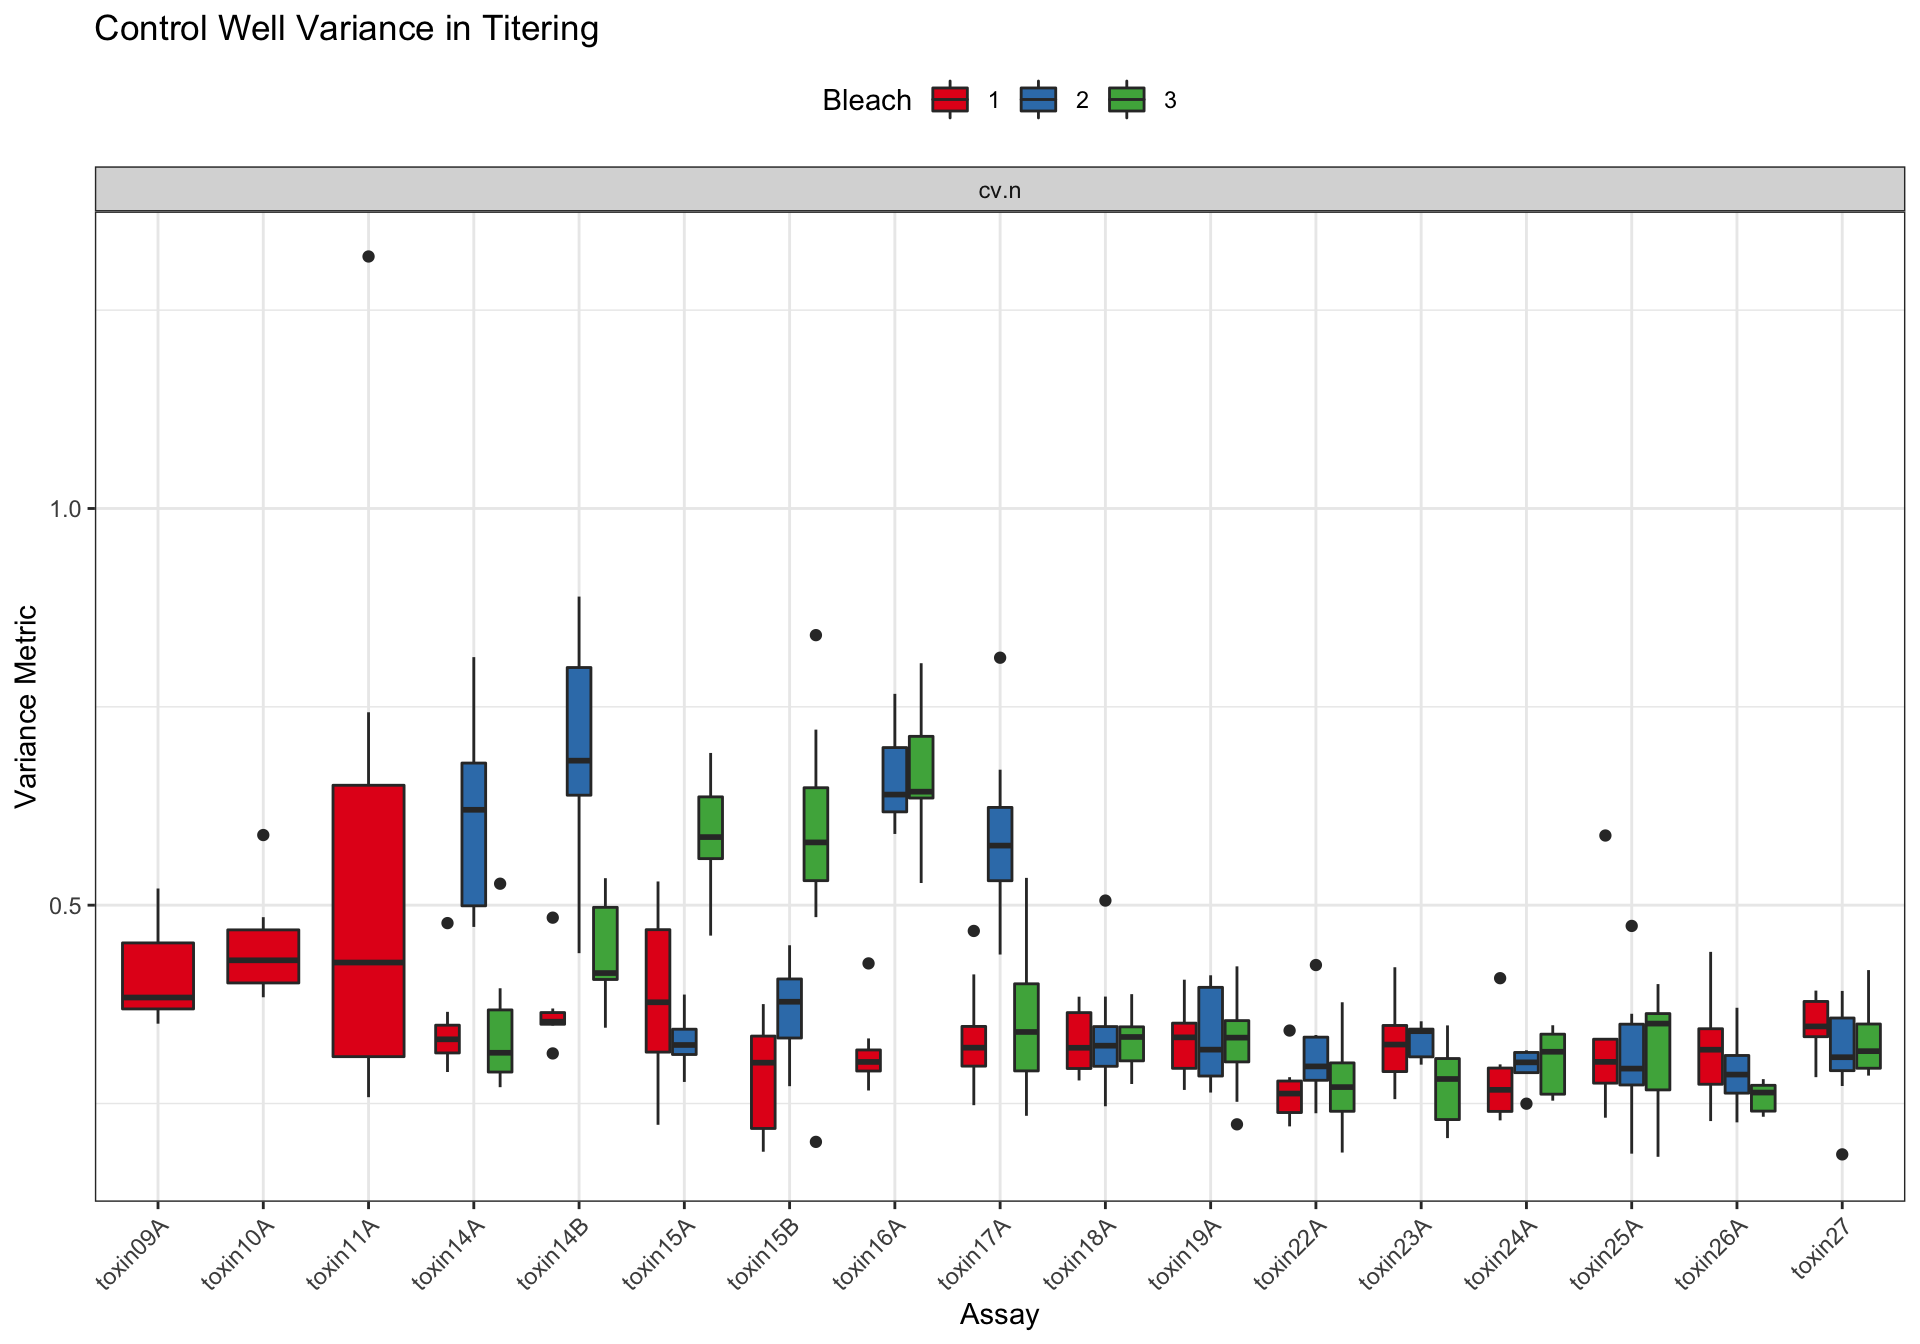 Control Well Variance in Titering
Bleach 1 2 3
cv.n
Variance Metric
1.0
0.5
toxin09A toxin10A toxin11A toxin14A toxin14B toxin15A toxin15B toxin16A toxin17A toxin18A toxin19A toxin22A toxin23A toxin24A toxin25A toxin26A toxin27
Assay